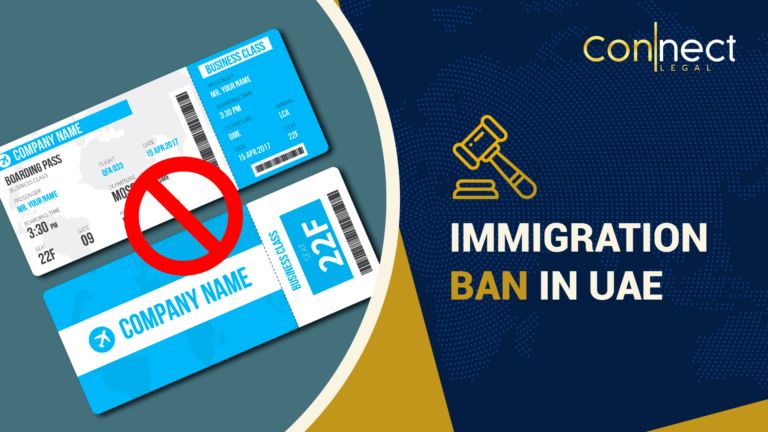 Connect
LEGAL
IMMIGRATION
BAN IN UAE
COMPANY NAME
BOARDING PASS
BUSINESS CLASS
PASSENGER
MR. YOUR NAME
FLIGHT
QFA 033
DATE
15 APR 2017
BOARDING TIME
3:30 PM
DEPARTURE
SEAT
22F
GATE
09
BUSINESS CLASS
PASSENGER
MR. YOUR NAME
BOARDING TIME
3:30 PM
DEPARTURE
DME
DATE
15 APR 2017
ARRIVAL
LCA
SEAT
22F
COMPANY NAME
BUSINESS CLASS
SEAT
22F